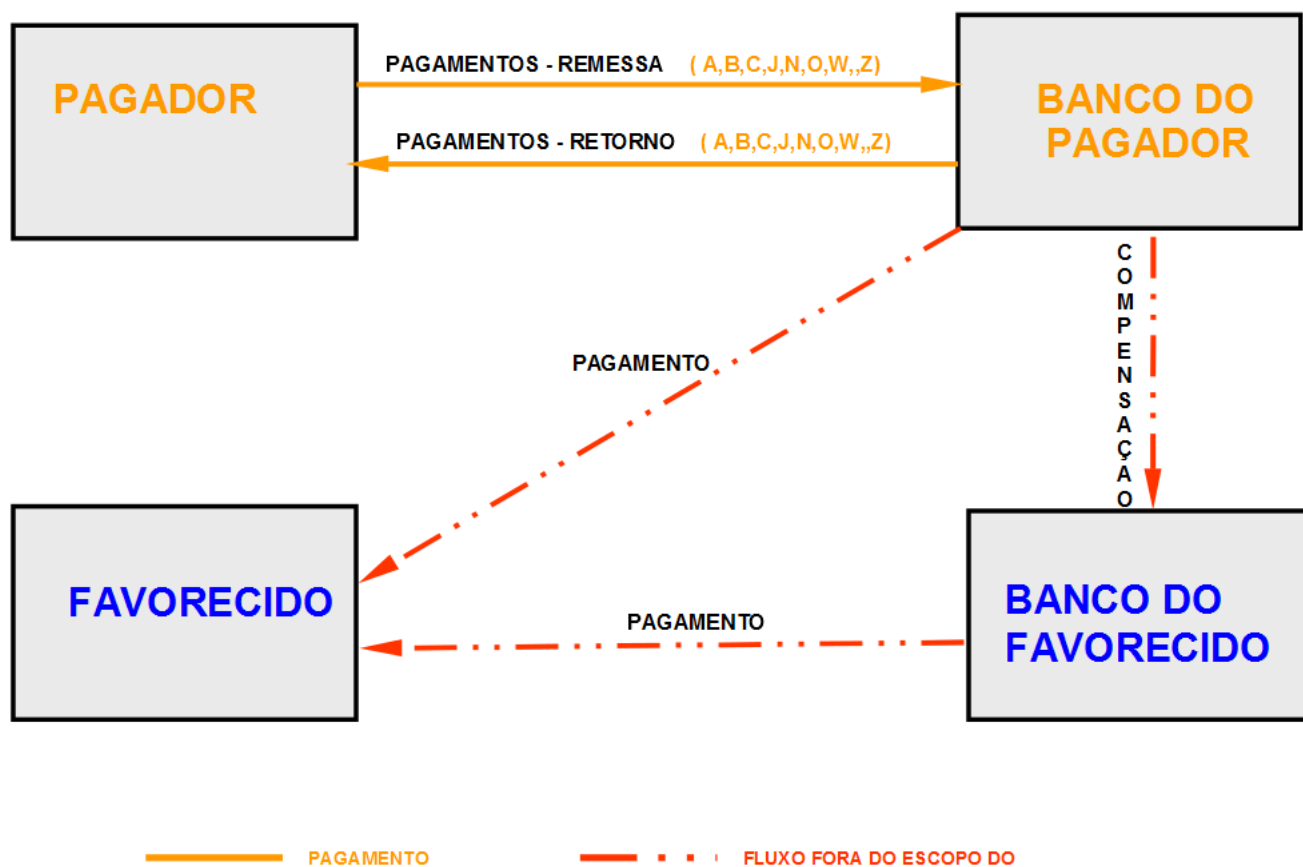 PAGADOR
PAGAMENTOS - REMESSA ( A,B,C,J,N,O,W,,Z)
PAGAMENTOS - RETORNO ( A,B,C,J,N,O,W,,Z)
BANCO DO
PAGADOR
COMPENSAÇAO
PAGAMENTO
FAVORECIDO
PAGAMENTO
BANCO DO
FAVORECIDO
PAGAMENTO
FLUXO FORA DO ESCOPO DO